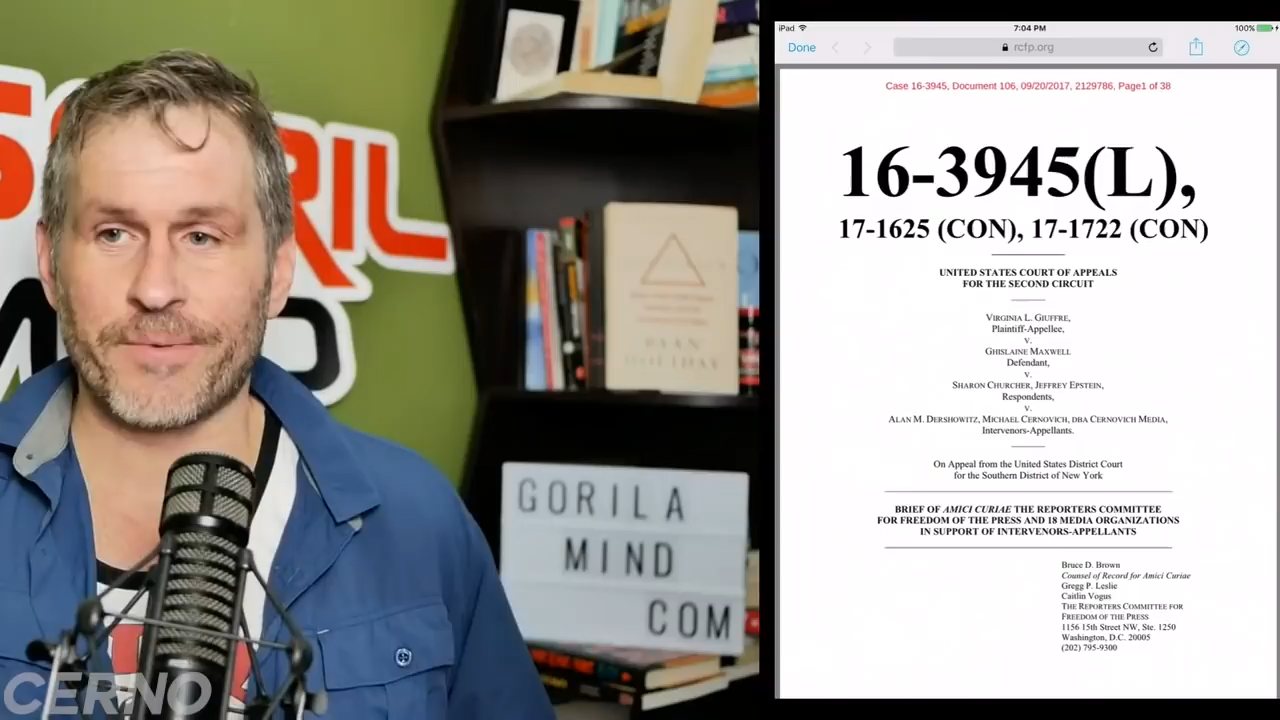 GORILA
MIND
COM
CERNO
iPad
7:04 PM
100%
Done
rcfp.org
Case 16-3945, Document 106, 09/20/2017, 2129786, Page1 of 38
16-3945(L),
17-1625 (CON), 17-1722 (CON)
UNITED STATES COURT OF APPEALS
FOR THE SECOND CIRCUIT
VIRGINIA L. GIUFFRE,
Plaintiff-Appellee,
v.
GHISLAINE MAXWELL
Defendant,
v.
SHARON CHURCHER, JEFFREY EPSTEIN,
Respondents,
v.
ALAN M. DERSHOWITZ, MICHAEL CERNOVICH, DBA CERNOVICH MEDIA,
Intervenors-Appellants.
On Appeal from the United States District Court
for the Southern District of New York
BRIEF OF AMICI CURIAE THE REPORTERS COMMITTEE
FOR FREEDOM OF THE PRESS AND 18 MEDIA ORGANIZATIONS
IN SUPPORT OF INTERVENORS-APPELLANTS
Bruce D. Brown
Counsel of Record for Amici Curiae
Gregg P. Leslie
Caitlin Vogus
THE REPORTERS COMMITTEE FOR
FREEDOM OF THE PRESS
1156 15th Street NW, Ste. 1250
Washington, D.C. 20005
(202) 795-9300